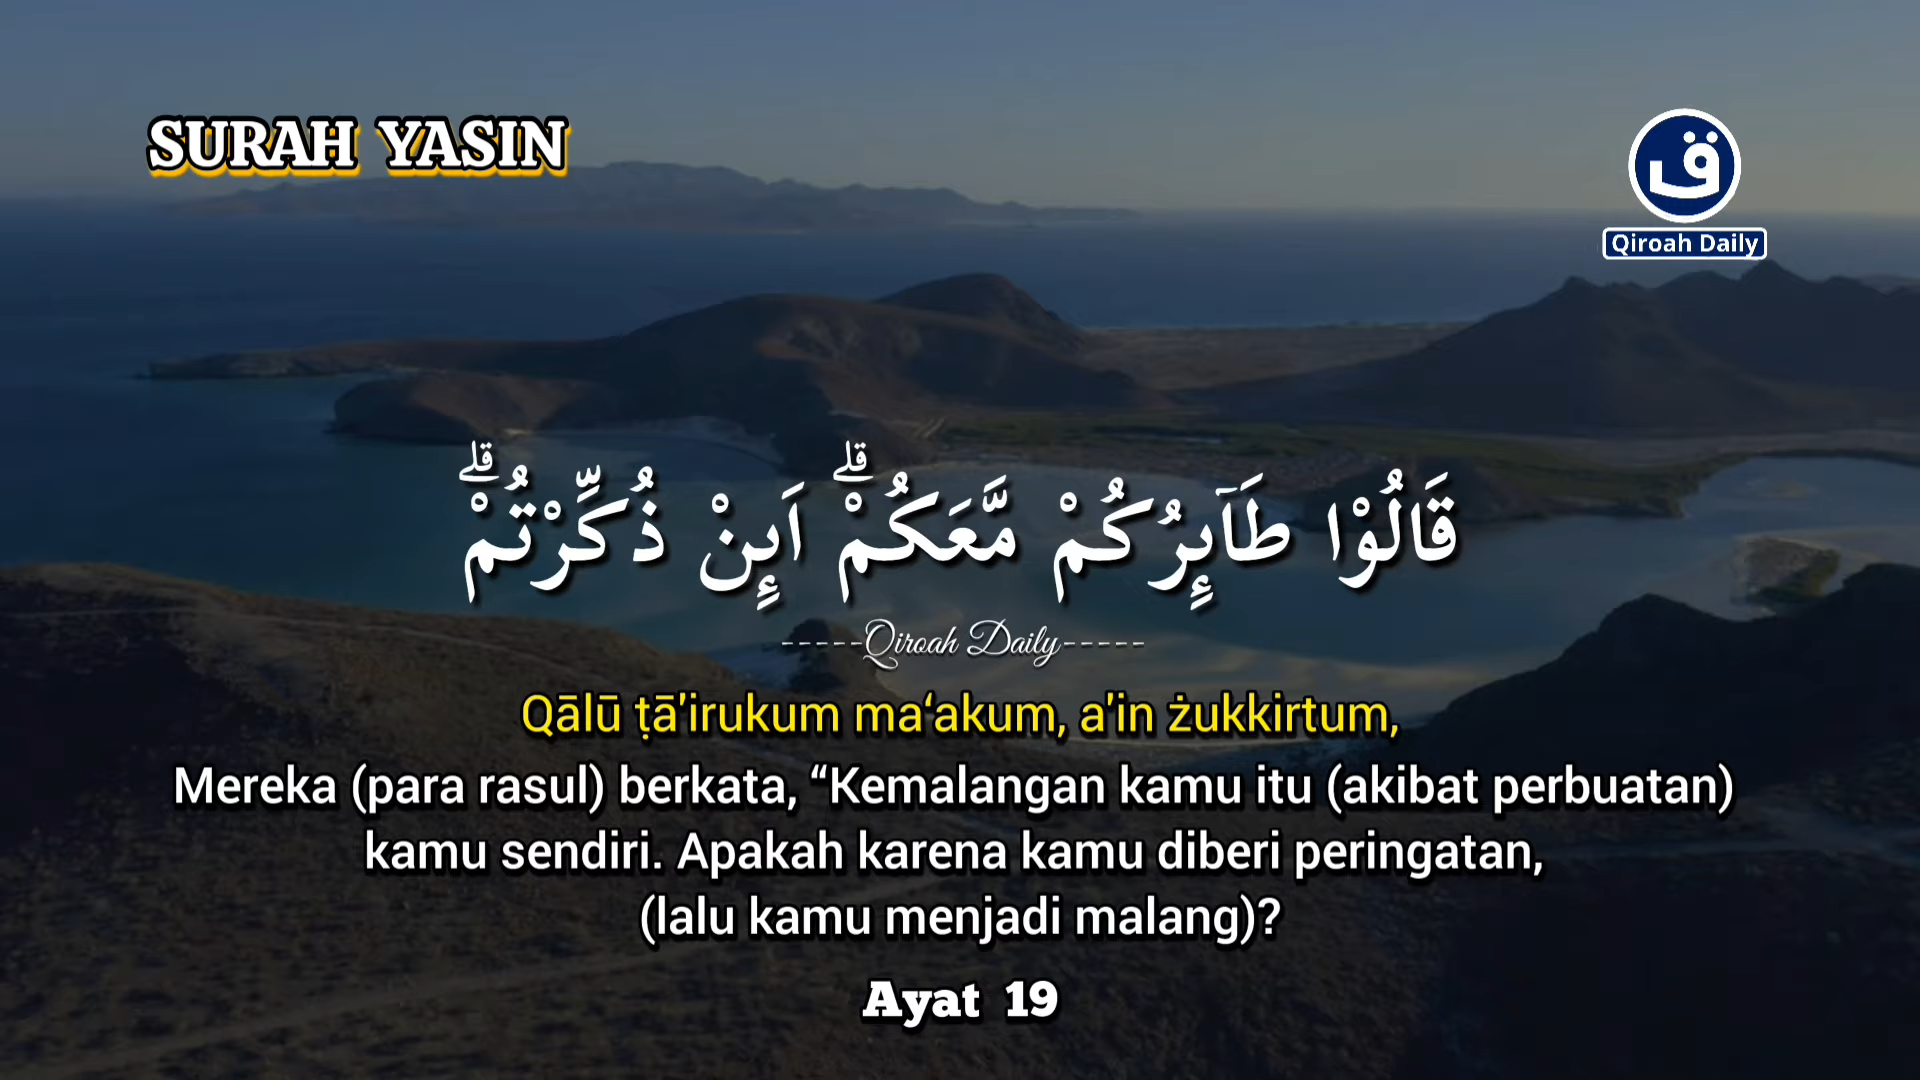 SURAH YASIN
ق
Qiroah Daily
قَالُوْا طَاۤىِٕرُكُمْ مَّعَكُمْۗ اَىِٕنْ ذُكِّرْتُمْۗ
-----Qiroah Daily-----
Qālū ṭā'irukum ma‘akum, a'in żukkirtum,
Mereka (para rasul) berkata, “Kemalangan kamu itu (akibat perbuatan)
kamu sendiri. Apakah karena kamu diberi peringatan,
(lalu kamu menjadi malang)?
Ayat 19